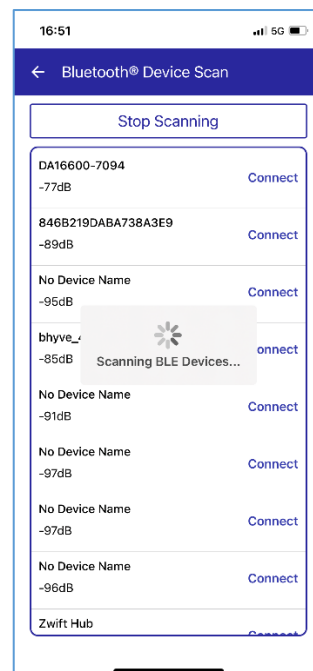 16:51
5G
← Bluetooth® Device Scan
Stop Scanning
DA16600-7094
-77dB
Connect
846B219DABA738A3E9
-89dB
Connect
No Device Name
-95dB
Connect
bhyve_
-85dB
onnect
Scanning BLE Devices...
No Device Name
-91dB
Connect
No Device Name
-97dB
Connect
No Device Name
-97dB
Connect
No Device Name
-96dB
Connect
Zwift Hub
Connect